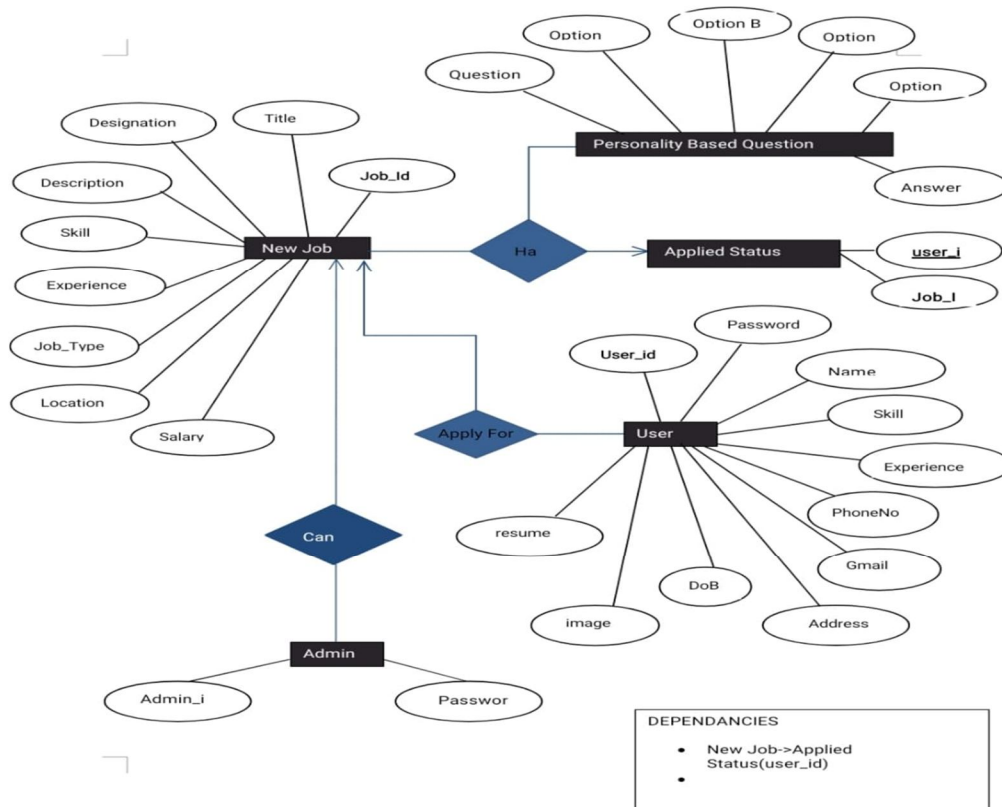 Option B
Option
Option
Question
Option
Designation
Title
Personality Based Question
Description
Job_Id
Answer
Skill
New Job
Ha
Applied Status
user_i
Experience
Job_I
Password
User_id
Job_Type
Name
Location
Skill
Salary
Apply For
User
Experience
PhoneNo
resume
Can
Gmail
DoB
image
Address
Admin
Admin_i
Passwor
DEPENDANCIES
• New Job->Applied
Status(user_id)
•